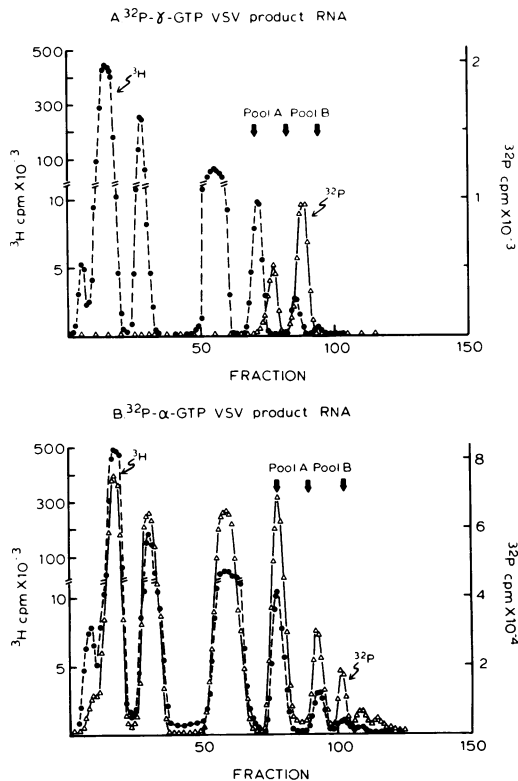 A ³²P-γ-GTP VSV product RNA
500
300
100
10
5
³H cpm X10⁻³
³H
Pool A Pool B
³²P
2
1
³²P cpm X10⁻³
50 100 150
FRACTION
B.³²P-α-GTP VSV product RNA
500
300
100
10
5
³H cpm X10⁻³
³H
Pool A Pool B
³²P
8
6
4
2
³²P cpm X10⁻⁴
50 100 150
FRACTION